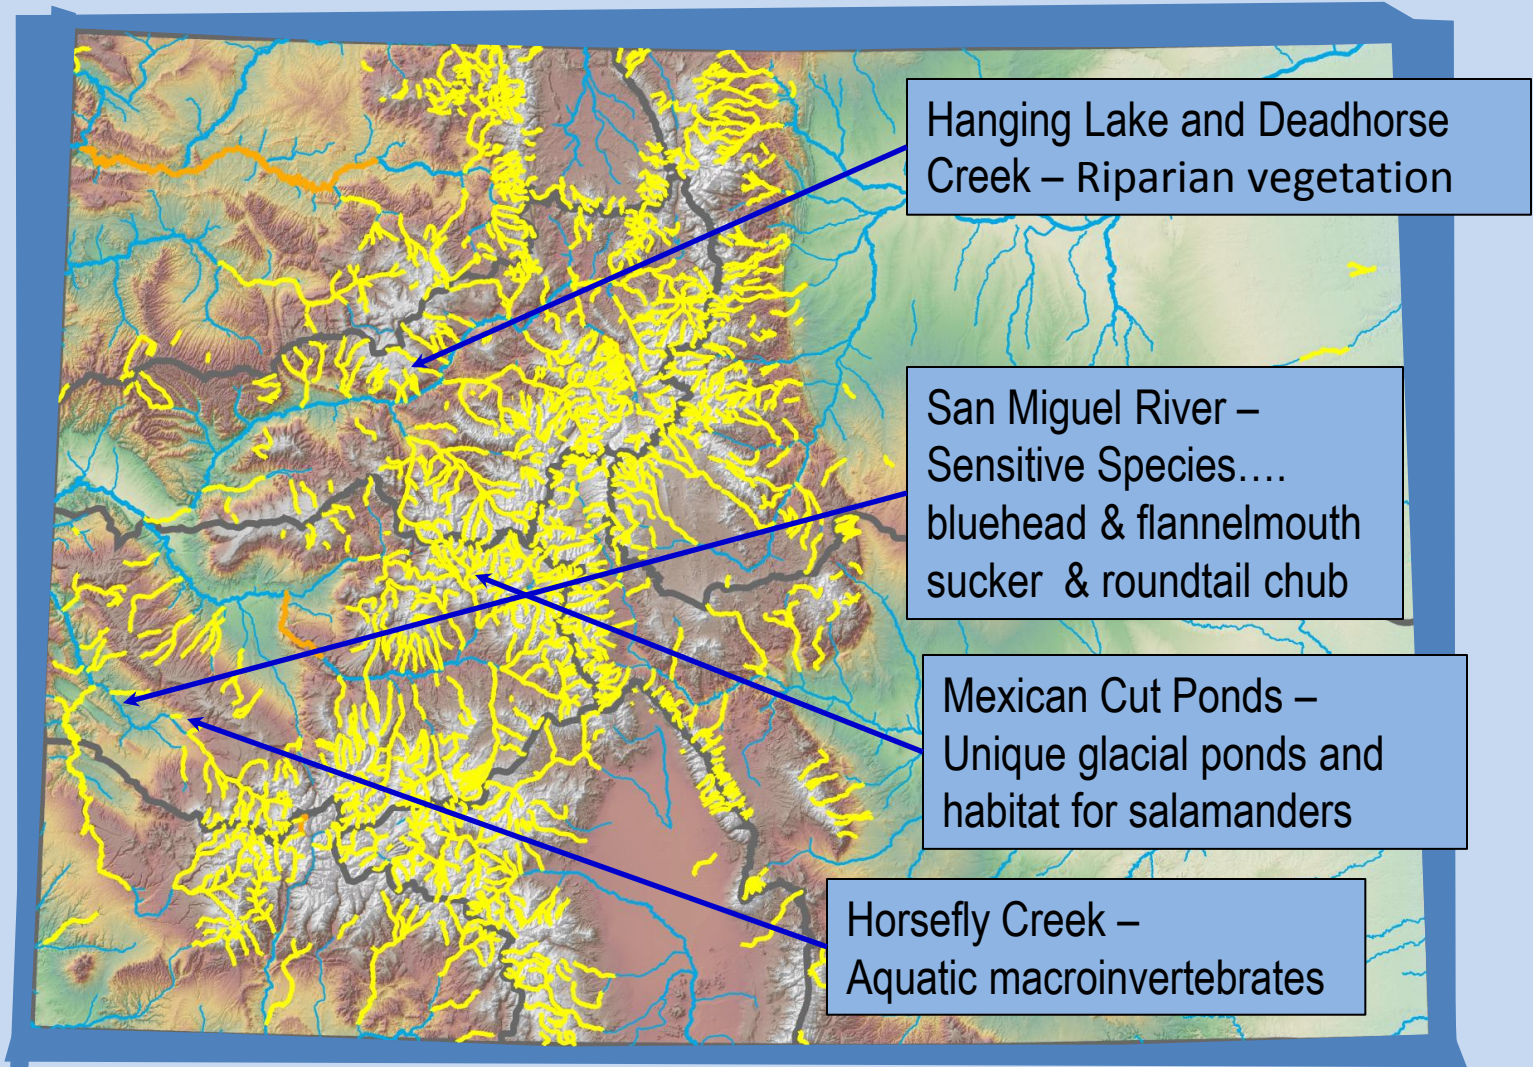 Hanging Lake and Deadhorse
Creek – Riparian vegetation
San Miguel River –
Sensitive Species….
bluehead & flannelmouth
sucker & roundtail chub
Mexican Cut Ponds –
Unique glacial ponds and
habitat for salamanders
Horsefly Creek –
Aquatic macroinvertebrates